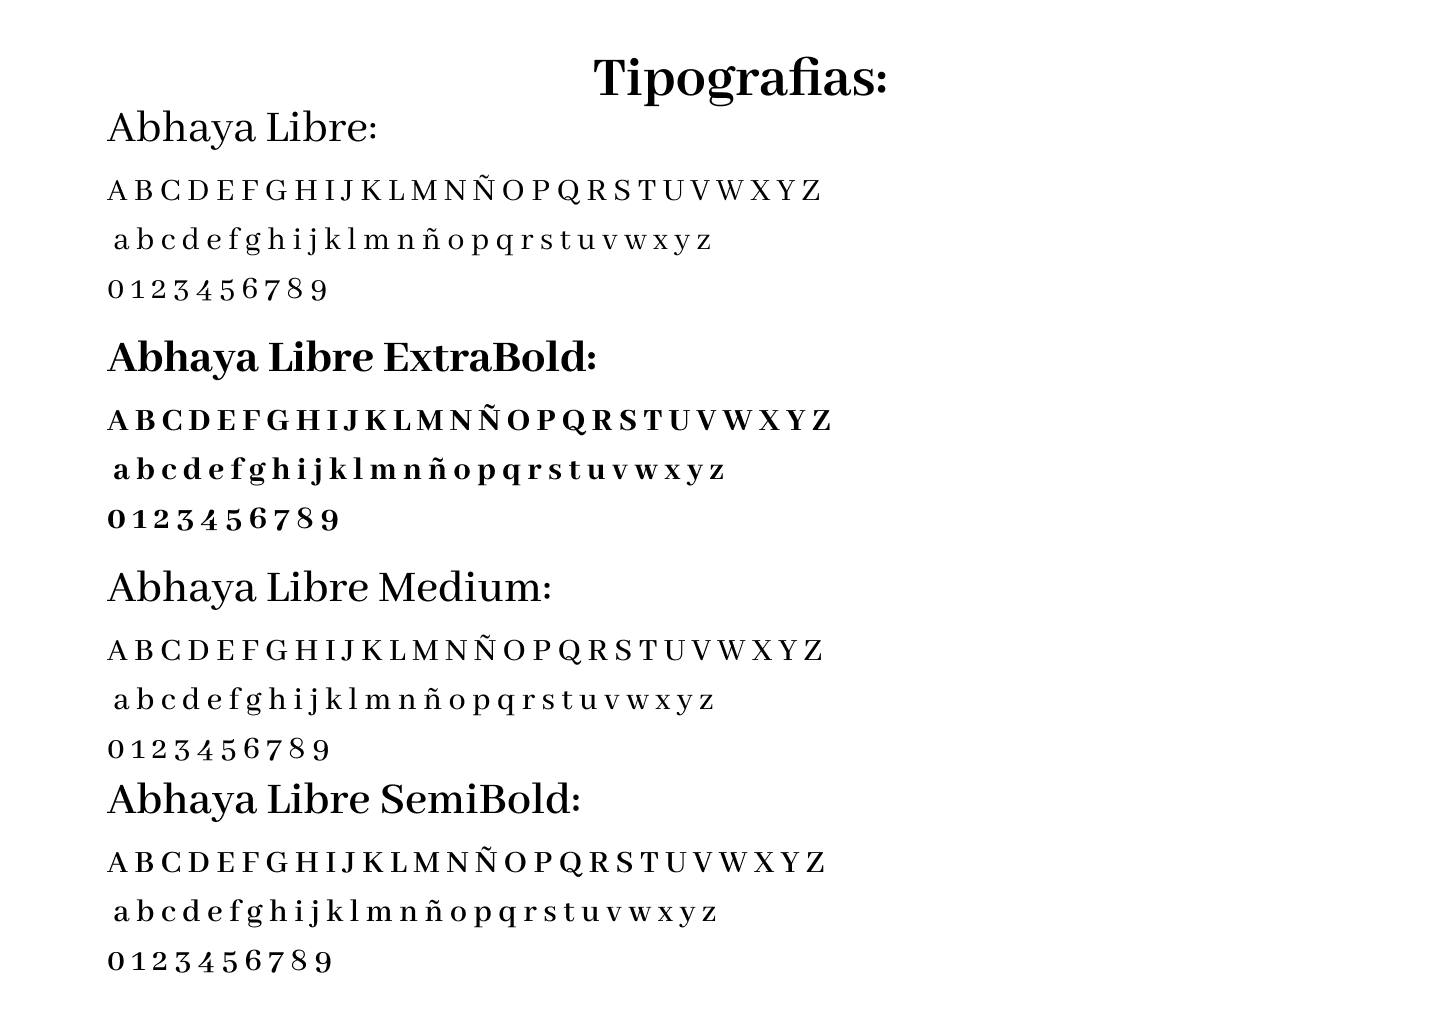 Tipografias:
Abhaya Libre:
A B C D E F G H I J K L M N Ñ O P Q R S T U V W X Y Z
a b c d e f g h i j k l m n ñ o p q r s t u v w x y z
0 1 2 3 4 5 6 7 8 9
Abhaya Libre ExtraBold:
A B C D E F G H I J K L M N Ñ O P Q R S T U V W X Y Z
a b c d e f g h i j k l m n ñ o p q r s t u v w x y z
0 1 2 3 4 5 6 7 8 9
Abhaya Libre Medium:
A B C D E F G H I J K L M N Ñ O P Q R S T U V W X Y Z
a b c d e f g h i j k l m n ñ o p q r s t u v w x y z
0 1 2 3 4 5 6 7 8 9
Abhaya Libre SemiBold:
A B C D E F G H I J K L M N Ñ O P Q R S T U V W X Y Z
a b c d e f g h i j k l m n ñ o p q r s t u v w x y z
0 1 2 3 4 5 6 7 8 9